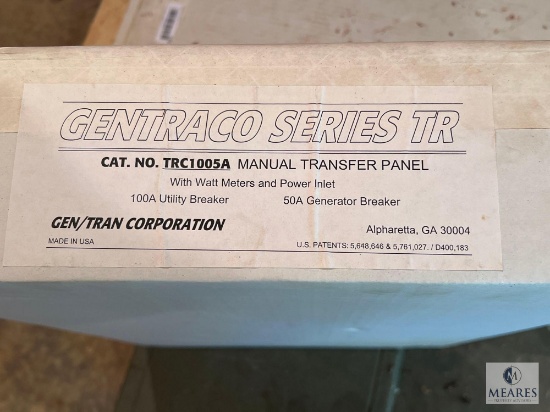 GENTRACO SERIES TR
CAT. NO. TRC1005A MANUAL TRANSFER PANEL
With Watt Meters and Power Inlet
100A Utility Breaker 50A Generator Breaker
GEN/TRAN CORPORATION Alpharetta, GA 30004
MADE IN USA U.S. PATENTS: 5,648,646 & 5,761,027. / D400,183
M
MEARES